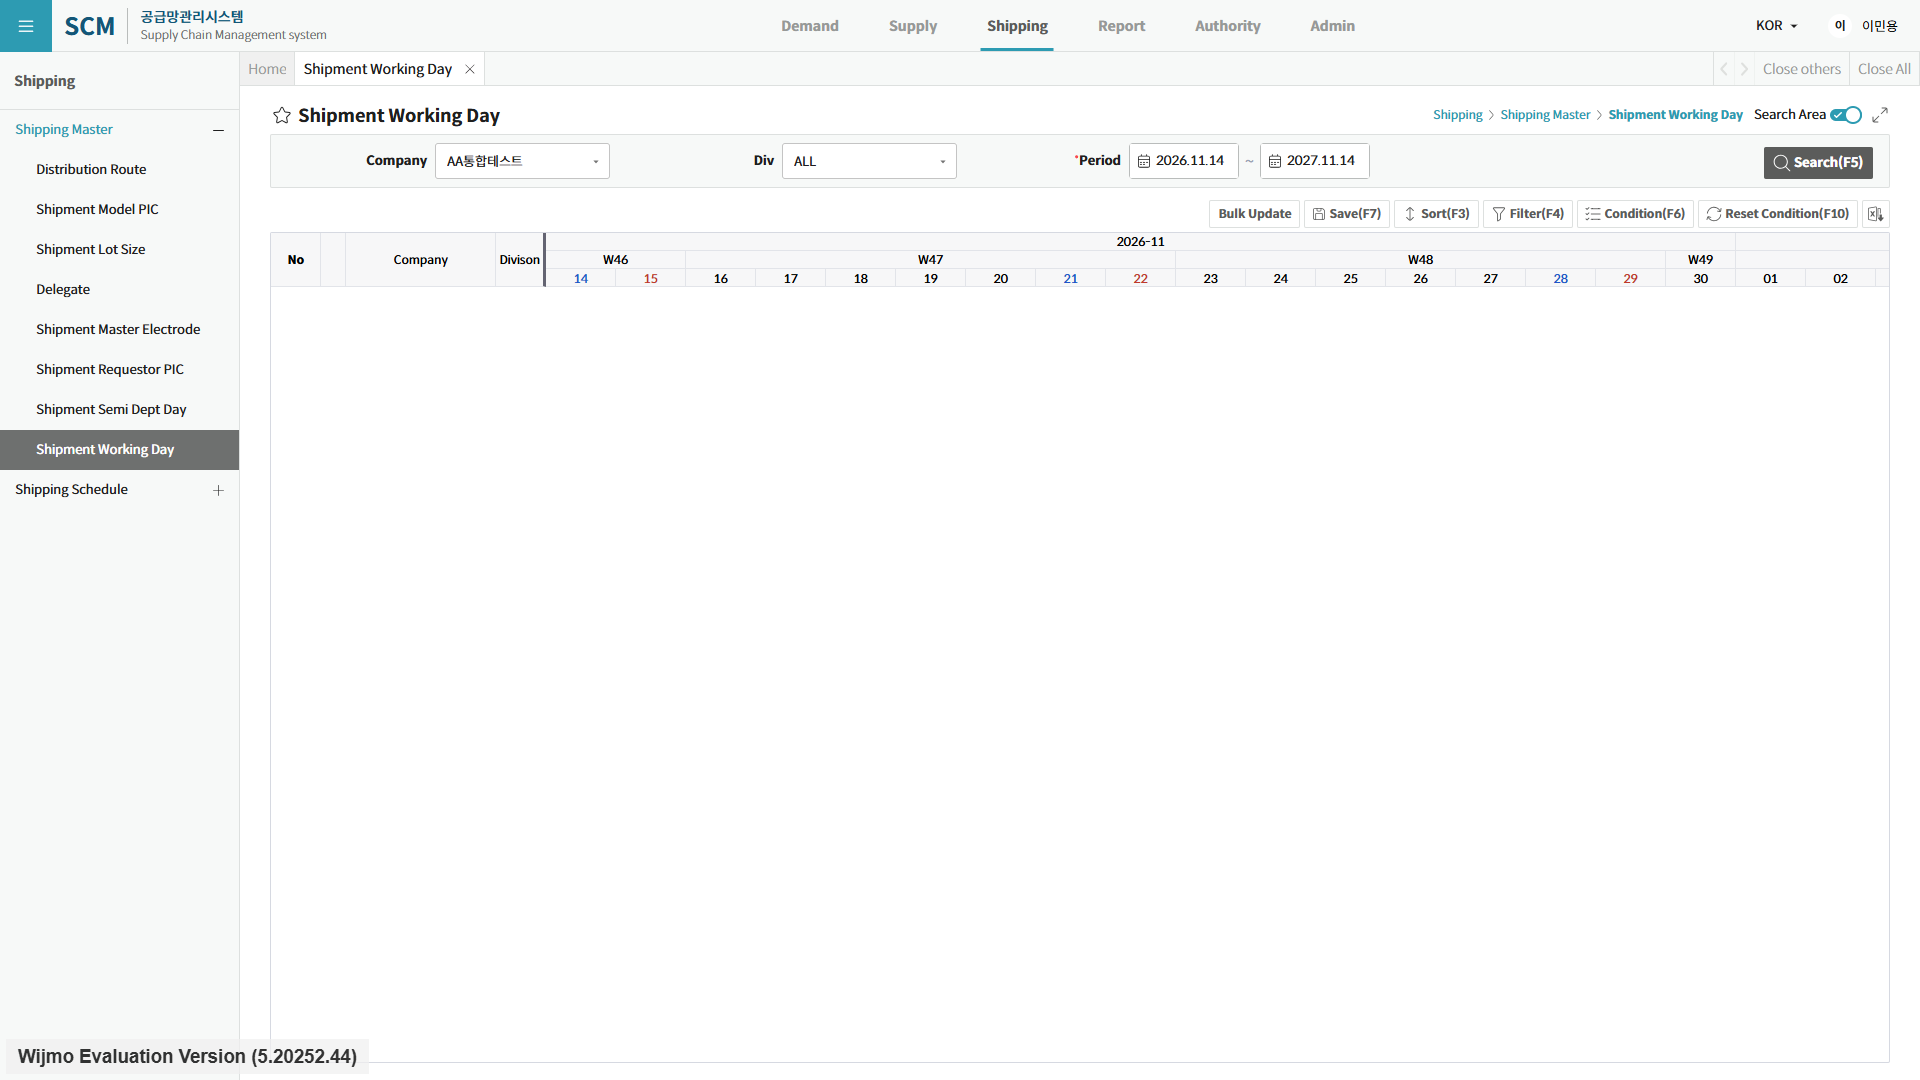 SCM
공급망관리시스템
Supply Chain Management system
Demand
Supply
Shipping
Report
Authority
Admin
KOR
이
이민용
Shipping
Home
Shipment Working Day
Close others
Close All
Shipping Master
Distribution Route
Shipment Model PIC
Shipment Lot Size
Delegate
Shipment Master Electrode
Shipment Requestor PIC
Shipment Semi Dept Day
Shipment Working Day
Shipping Schedule
Shipment Working Day
Shipping > Shipping Master > Shipment Working Day
Search Area
Company AA통합테스트
Div ALL
*Period 2026.11.14 ~ 2027.11.14
Search(F5)
Bulk Update
Save(F7)
Sort(F3)
Filter(F4)
Condition(F6)
Reset Condition(F10)
No Company Divison
2026-11
W46 W47 W48 W49
14 15 16 17 18 19 20 21 22 23 24 25 26 27 28 29 30 01 02
Wijmo Evaluation Version (5.20252.44)